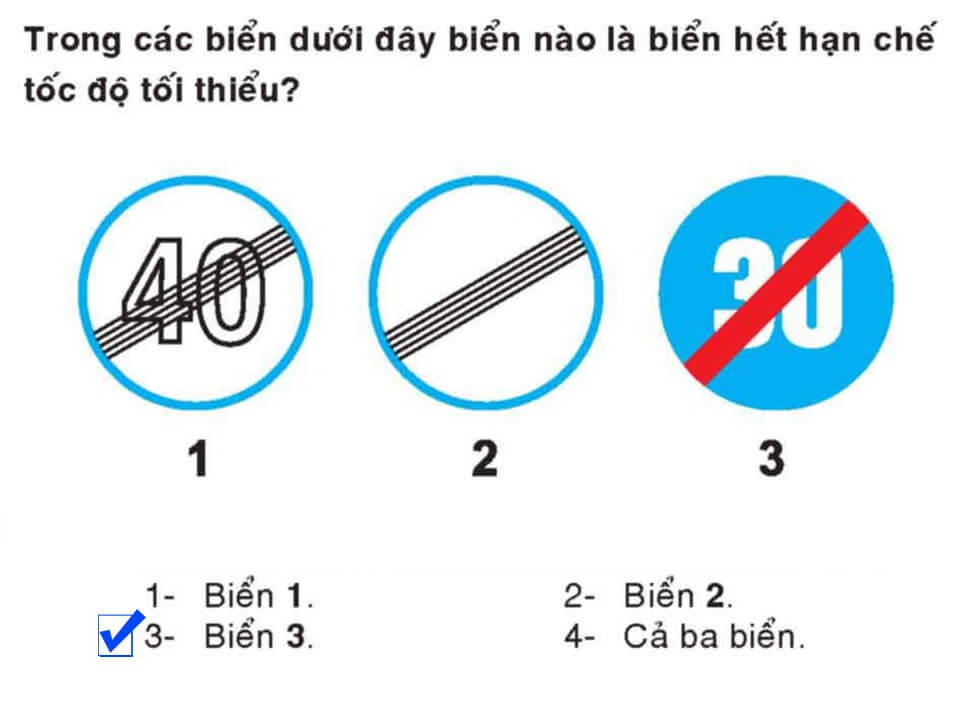 Trong các biển dưới đây biển nào là biển hết hạn chế
tốc độ tối thiểu?
40
30
1 2 3
1- Biển 1. 2- Biển 2.
3- Biển 3. 4- Cả ba biển.